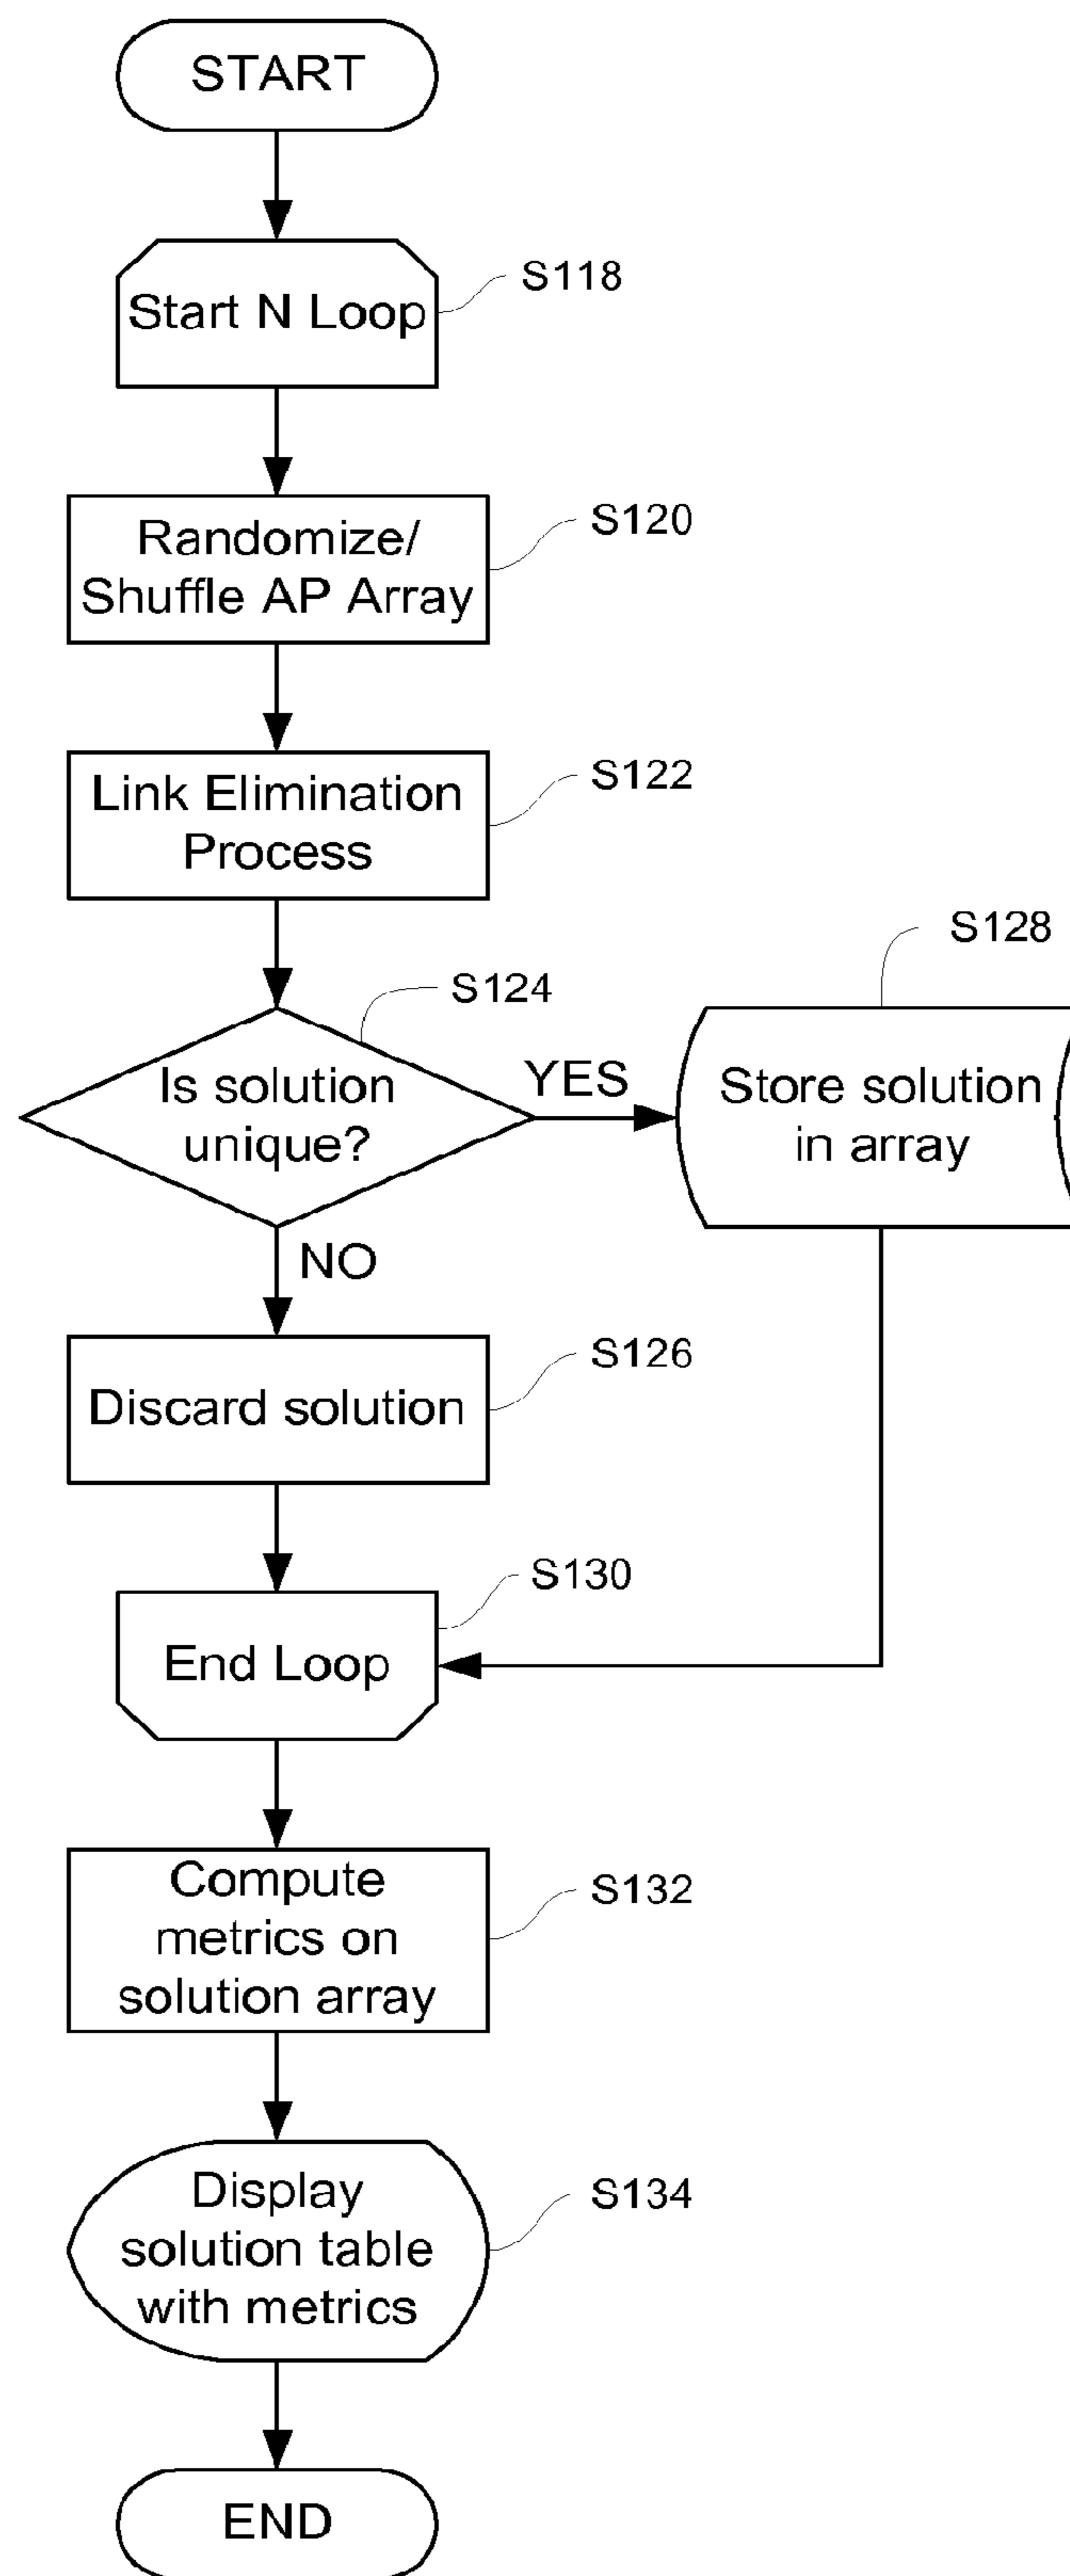 START
Start N Loop
S118
Randomize/
Shuffle AP Array
S120
Link Elimination
Process
S122
S124
Is solution
unique?
YES
S128
Store solution
in array
NO
Discard solution
S126
End Loop
S130
Compute
metrics on
solution array
S132
Display
solution table
with metrics
S134
END